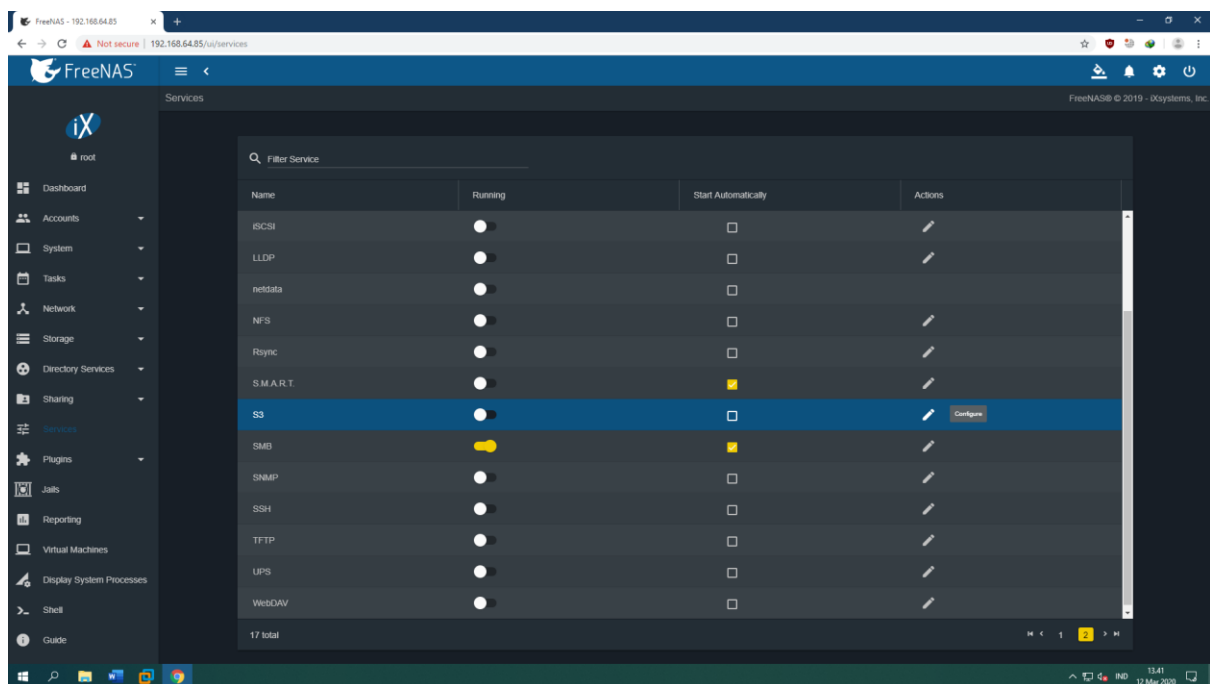 FreeNAS - 192.168.64.85
Not secure | 192.168.64.85/ui/services
FreeNAS
Services
FreeNAS® © 2019 - iXsystems, Inc.
iX
root
Dashboard
Accounts
System
Tasks
Network
Storage
Directory Services
Sharing
Services
Plugins
Jails
Reporting
Virtual Machines
Display System Processes
Shell
Guide
Filter Service
Name Running Start Automatically Actions
iSCSI
LLDP
netdata
NFS
Rsync
S.M.A.R.T.
S3 Configure
SMB
SNMP
SSH
TFTP
UPS
WebDAV
17 total 1 2
IND 13.41
12 Mar 2020